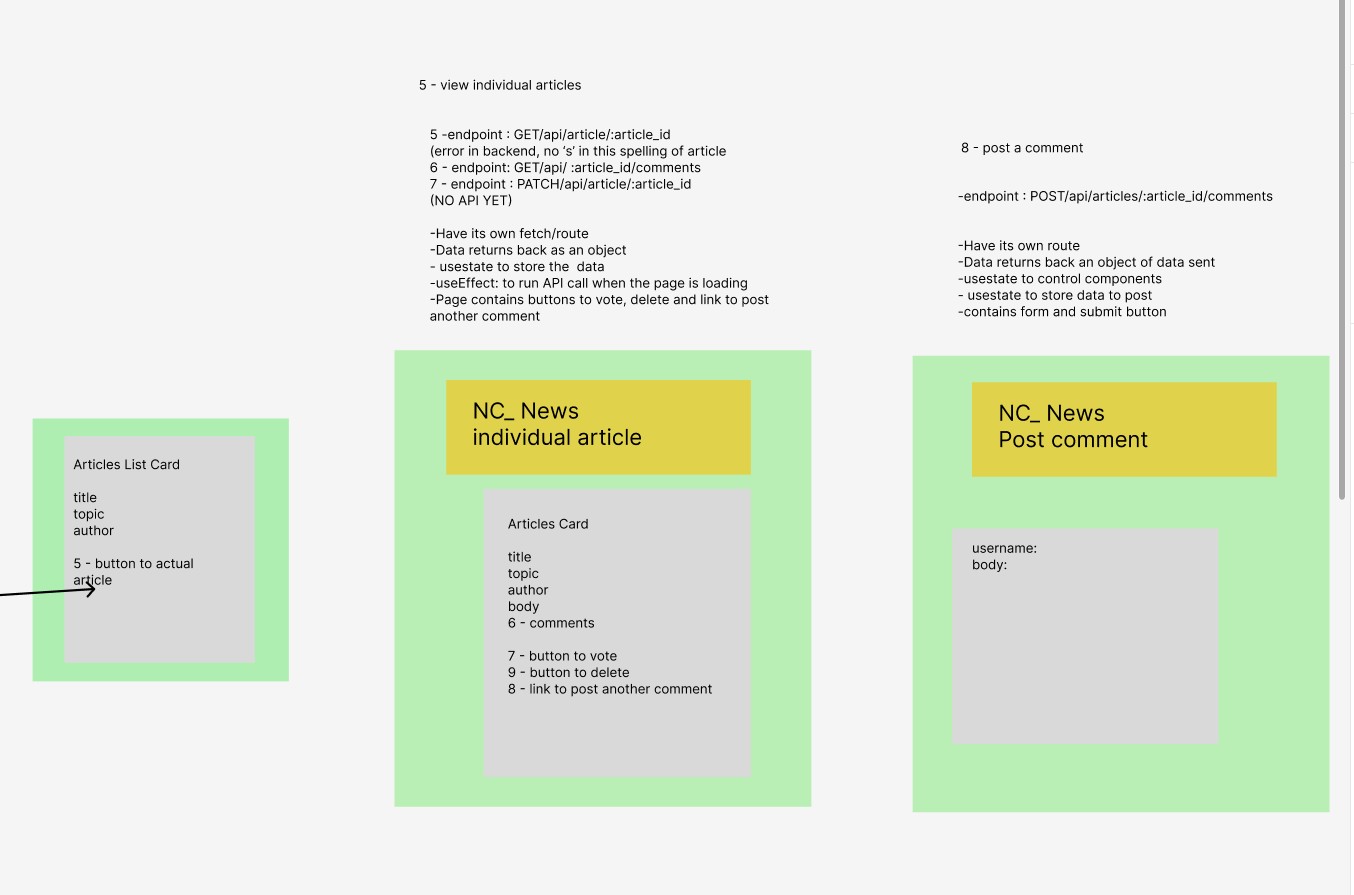 5 - view individual articles
5 -endpoint : GET/api/article/:article_id
(error in backend, no ‘s’ in this spelling of article
6 - endpoint: GET/api/ :article_id/comments
7 - endpoint : PATCH/api/article/:article_id
(NO API YET)
-Have its own fetch/route
-Data returns back as an object
- usestate to store the  data
-useEffect: to run API call when the page is loading
-Page contains buttons to vote, delete and link to post
another comment
8 - post a comment
-endpoint : POST/api/articles/:article_id/comments
-Have its own route
-Data returns back an object of data sent
-usestate to control components
- usestate to store data to post
-contains form and submit button
Articles List Card
title
topic
author
5 - button to actual
article
NC_ News
individual article
Articles Card
title
topic
author
body
6 - comments
7 - button to vote
9 - button to delete
8 - link to post another comment
NC_ News
Post comment
username:
body: